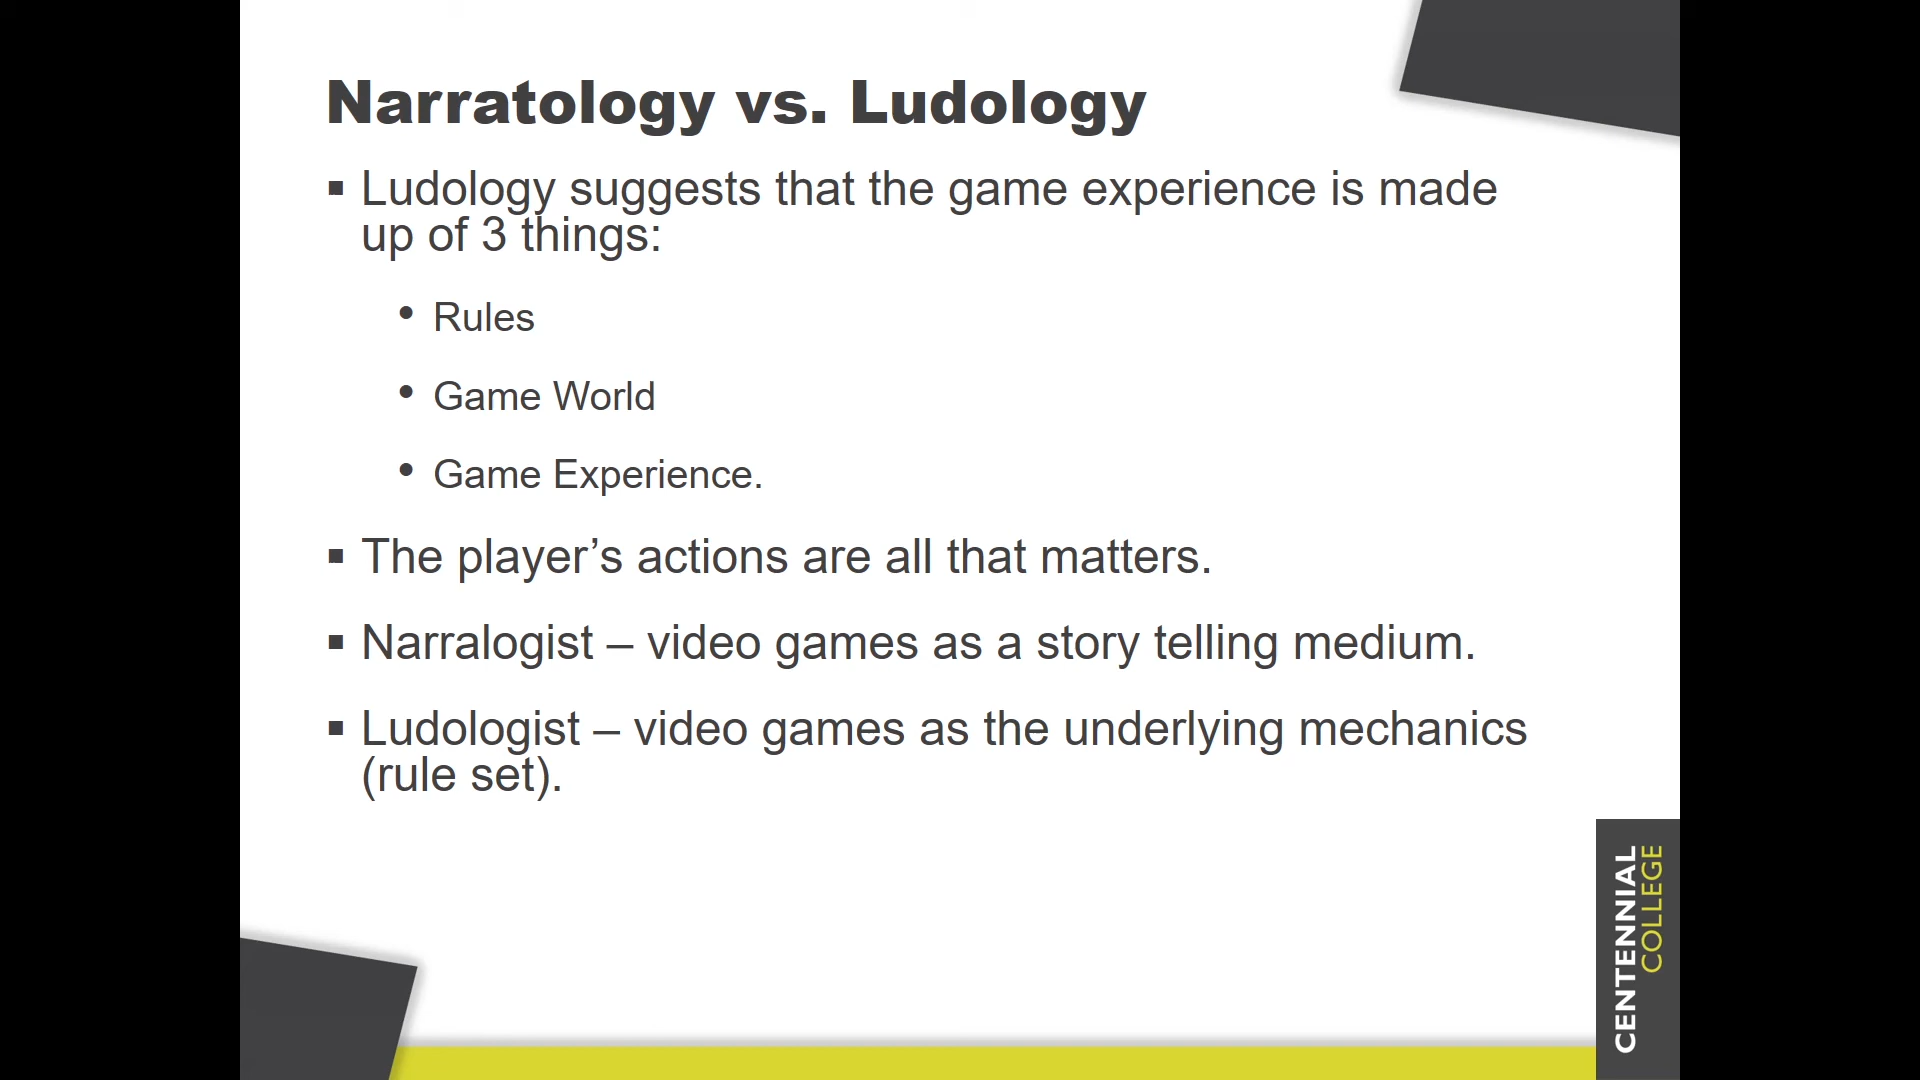 Narratology vs. Ludology
▪ Ludology suggests that the game experience is made
up of 3 things:
• Rules
• Game World
• Game Experience.
▪ The player’s actions are all that matters.
▪ Narralogist – video games as a story telling medium.
▪ Ludologist – video games as the underlying mechanics
(rule set).
CENTENNIAL
COLLEGE